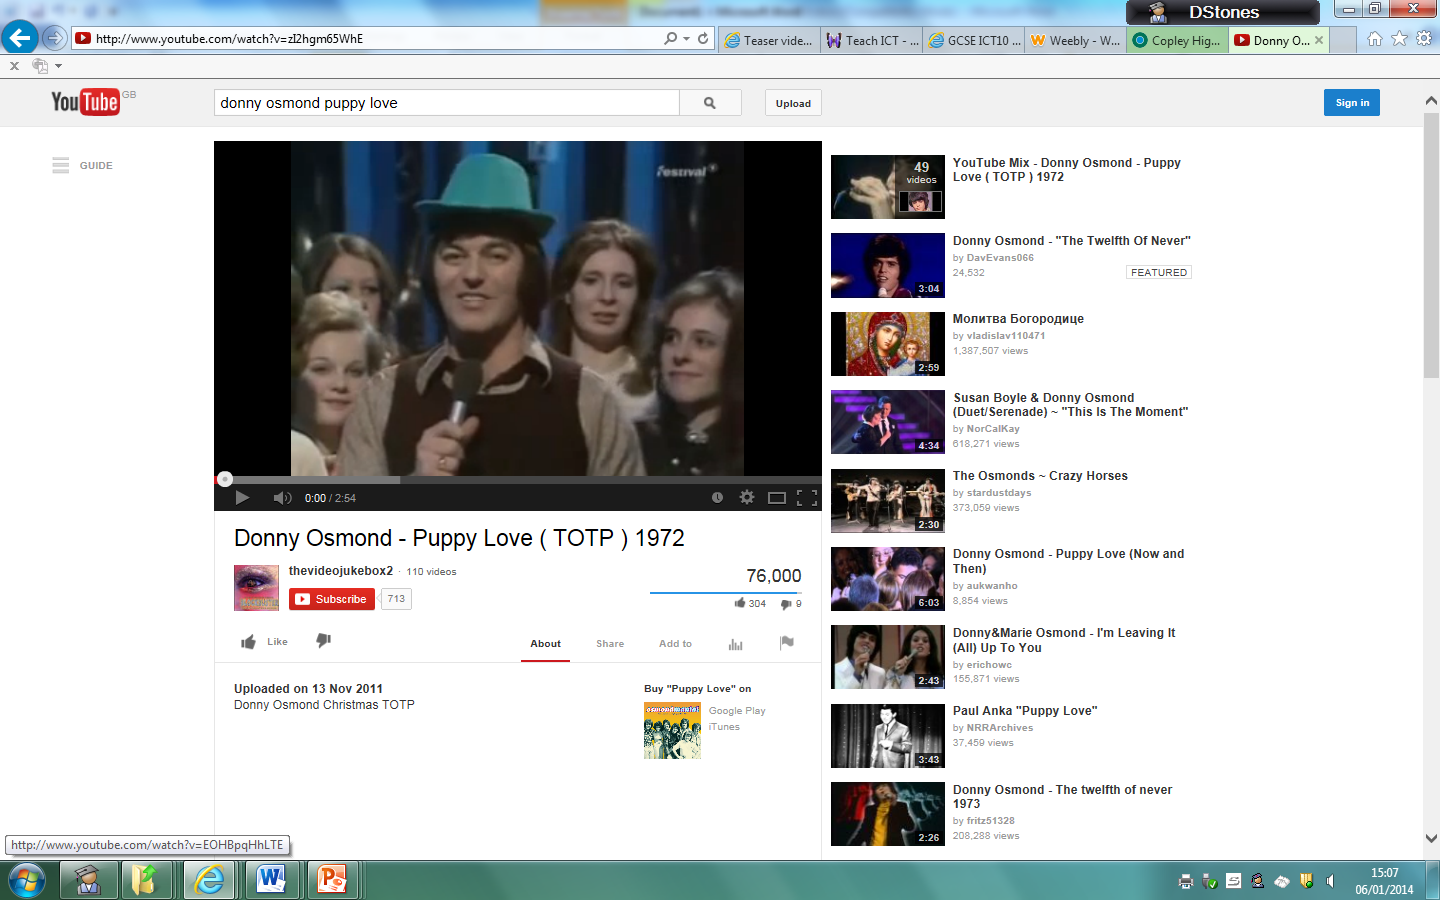 DStones
http://www.youtube.com/watch?v=zI2hgm65WhE
Teaser vide...
Teach ICT - ...
GCSE ICT10 ...
Weebly - W...
Copley Hig...
Donny O...
YouTube GB
donny osmond puppy love
Upload
Sign in
GUIDE
festival
0:00 / 2:54
Donny Osmond - Puppy Love ( TOTP ) 1972
thevideojukebox2 · 110 videos
Subscribe 713
76,000
304 9
Like
About Share Add to
Uploaded on 13 Nov 2011
Donny Osmond Christmas TOTP
Buy "Puppy Love" on
Google Play
iTunes
osmondmania!
49
videos
YouTube Mix - Donny Osmond - Puppy
Love ( TOTP ) 1972
3:04
Donny Osmond - "The Twelfth Of Never"
by DavEvans066
24,532
FEATURED
2:59
Молитва Богородице
by vladislav110471
1,387,507 views
4:34
Susan Boyle & Donny Osmond
(Duet/Serenade) ~ "This Is The Moment"
by NorCalKay
618,271 views
2:30
The Osmonds ~ Crazy Horses
by stardustdays
373,059 views
6:03
Donny Osmond - Puppy Love (Now and
Then)
by aukwanho
8,854 views
2:43
Donny&Marie Osmond - I'm Leaving It
(All) Up To You
by erichowc
155,871 views
3:43
Paul Anka "Puppy Love"
by NRRArchives
37,459 views
2:26
Donny Osmond - The twelfth of never
1973
by fritz51328
208,288 views
http://www.youtube.com/watch?v=EOHBpqHhLTE
15:07
06/01/2014